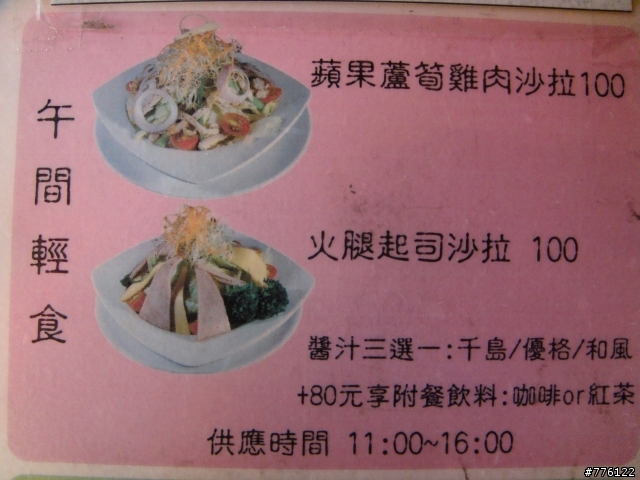 午間輕食
蘋果蘆筍雞肉沙拉100
火腿起司沙拉 100
醬汁三選一:千島/優格/和風
+80元享附餐飲料:咖啡or紅茶
供應時間 11:00~16:00
#776122